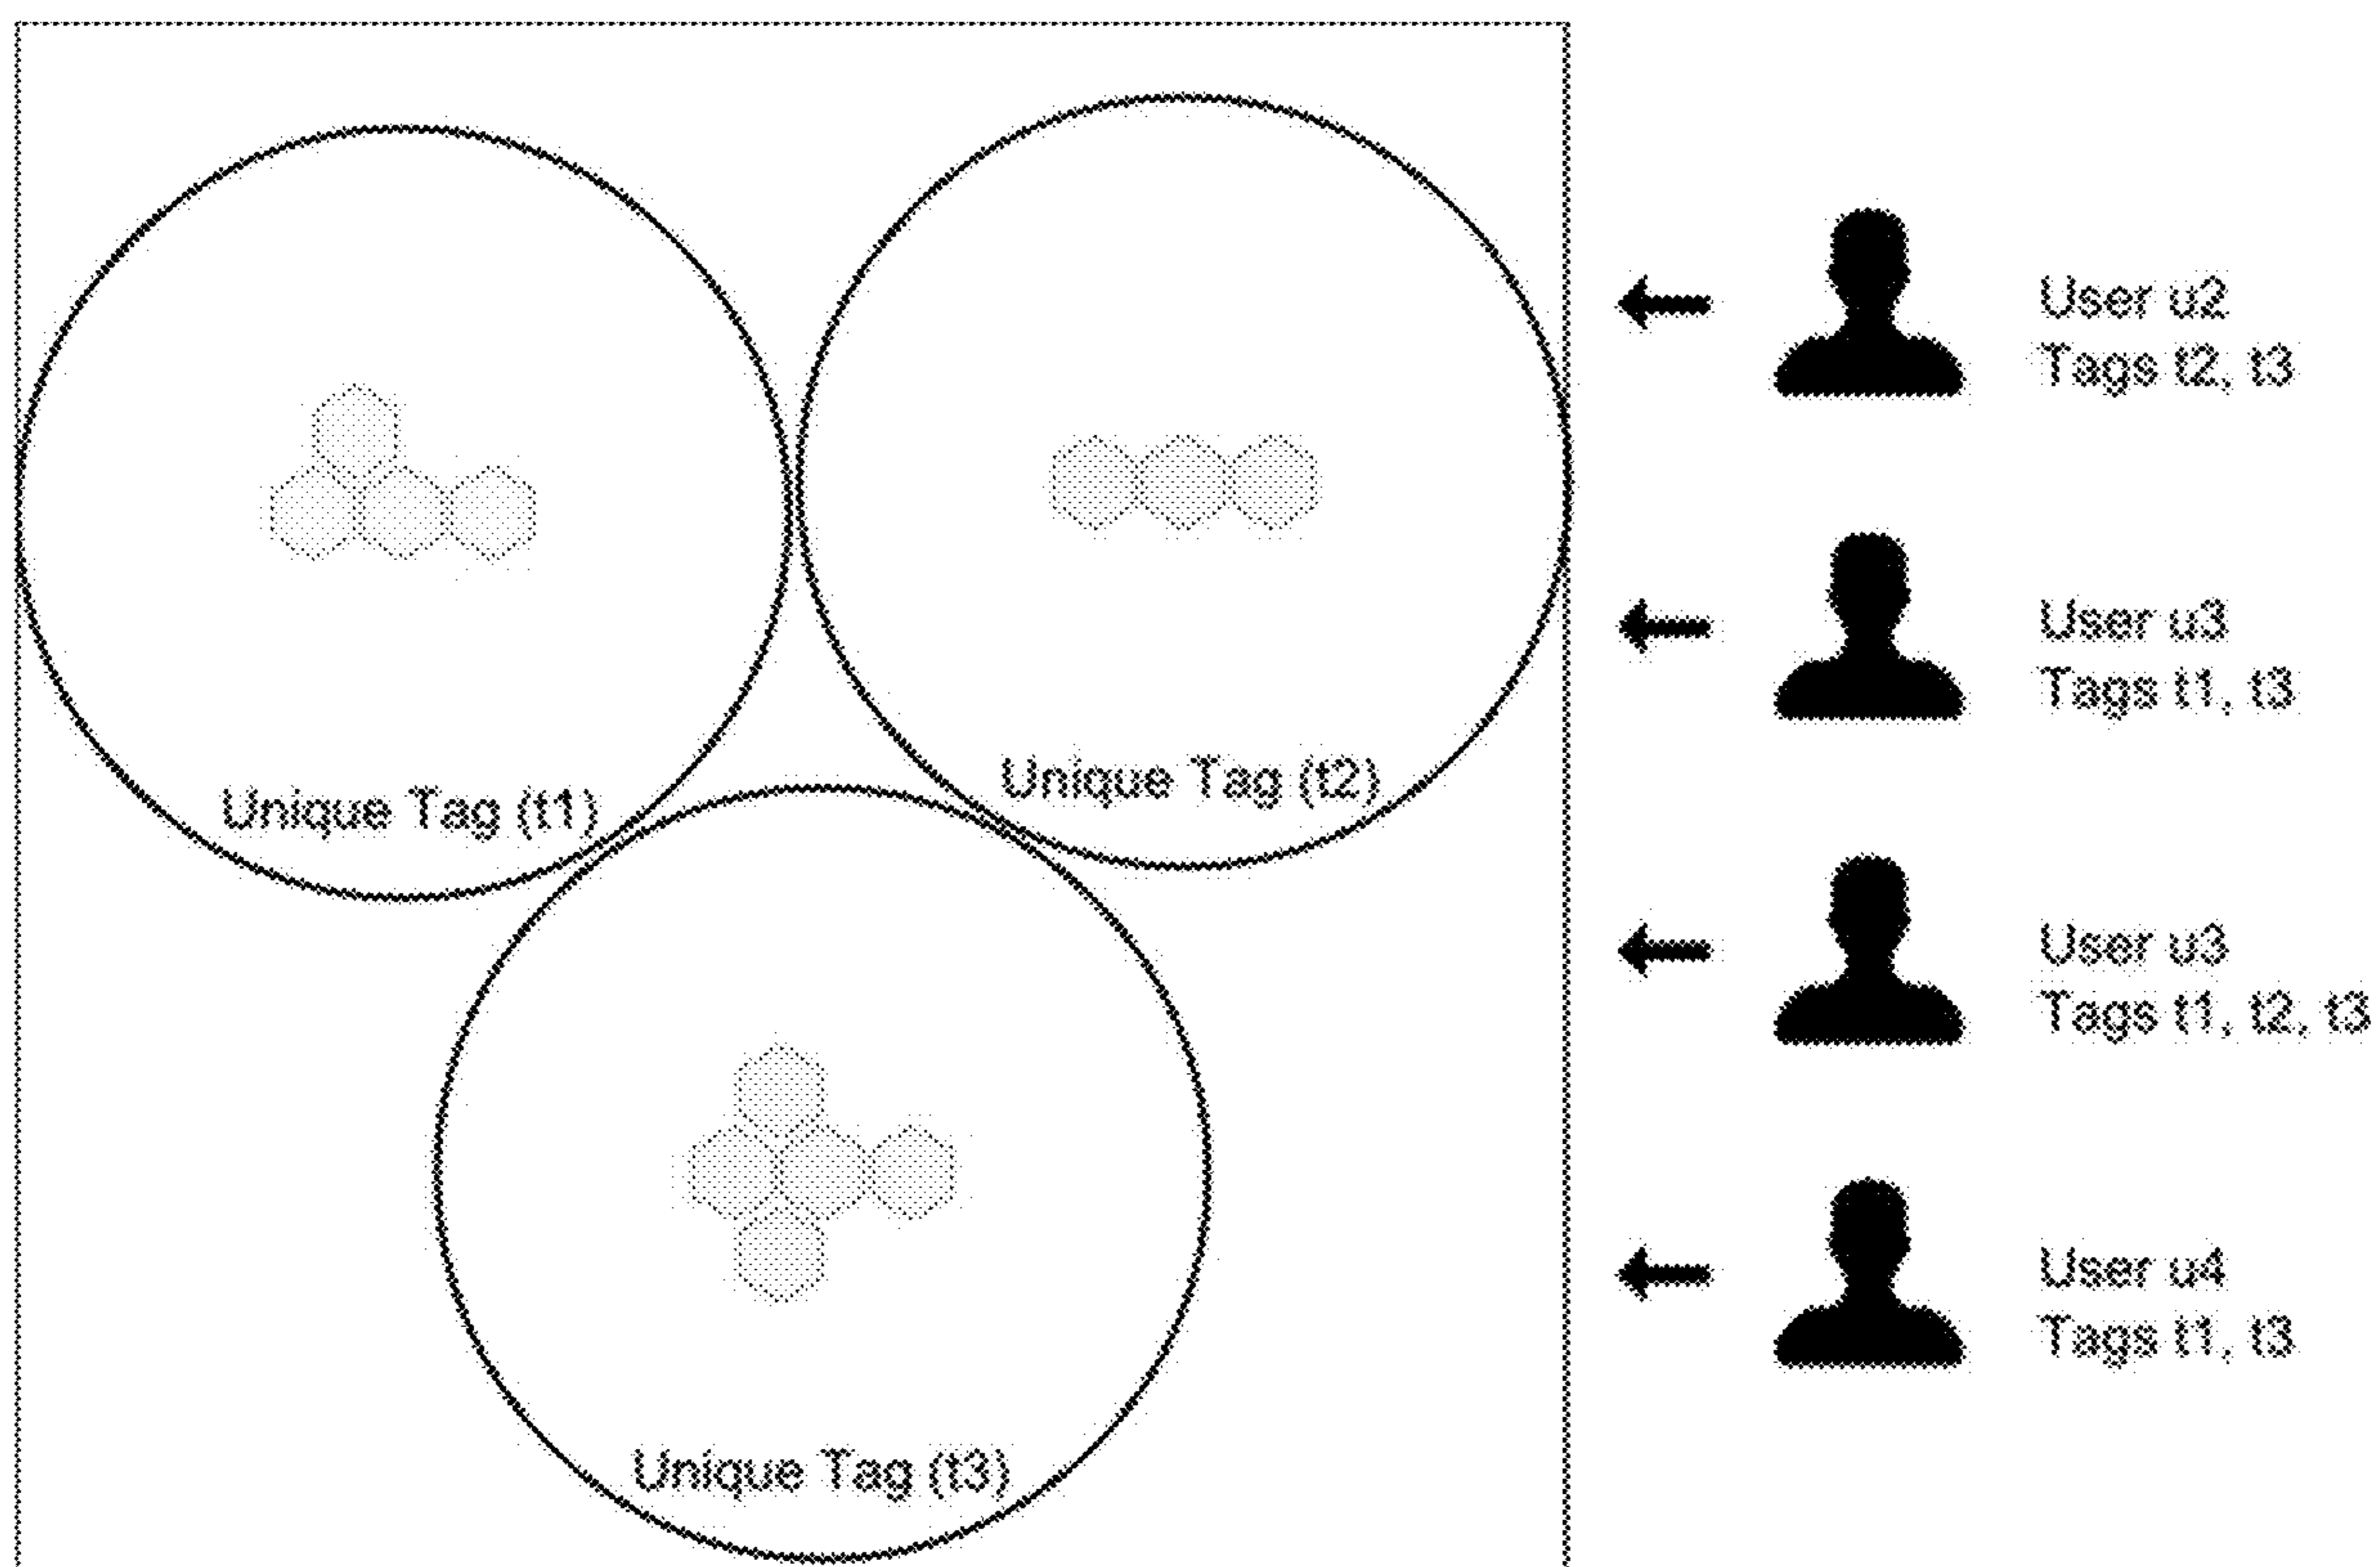 User u2
Tags t2, t3
User u3
Tags t1, t3
Unique Tag (t2)
Unique Tag (t1)
User u3
Tags t1, t2, t3
User u4
Tags t1, t3
Unique Tag (t3)